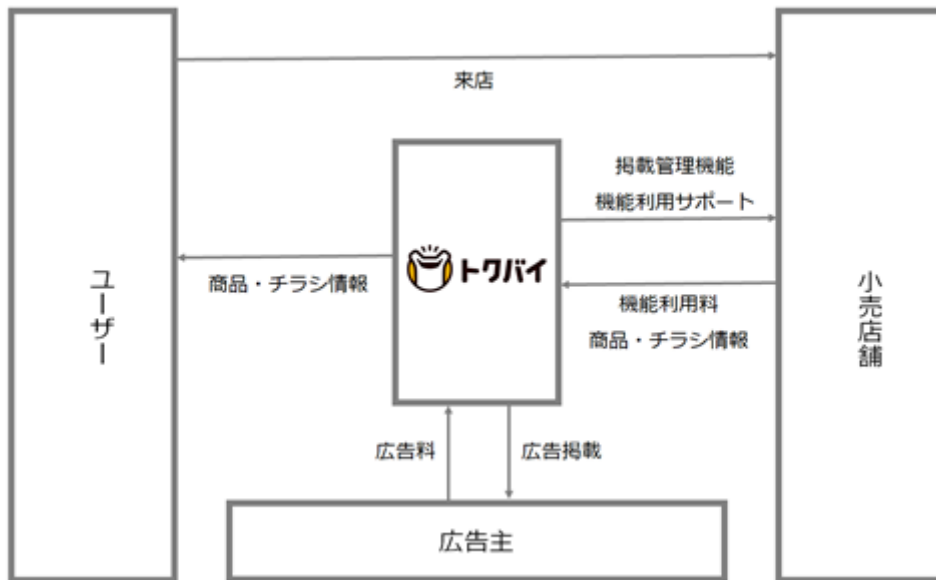 来店
掲載管理機能
機能利用サポート
トクバイ
商品・チラシ情報
機能利用料
商品・チラシ情報
ユーザー
小売店舗
広告料
広告掲載
広告主